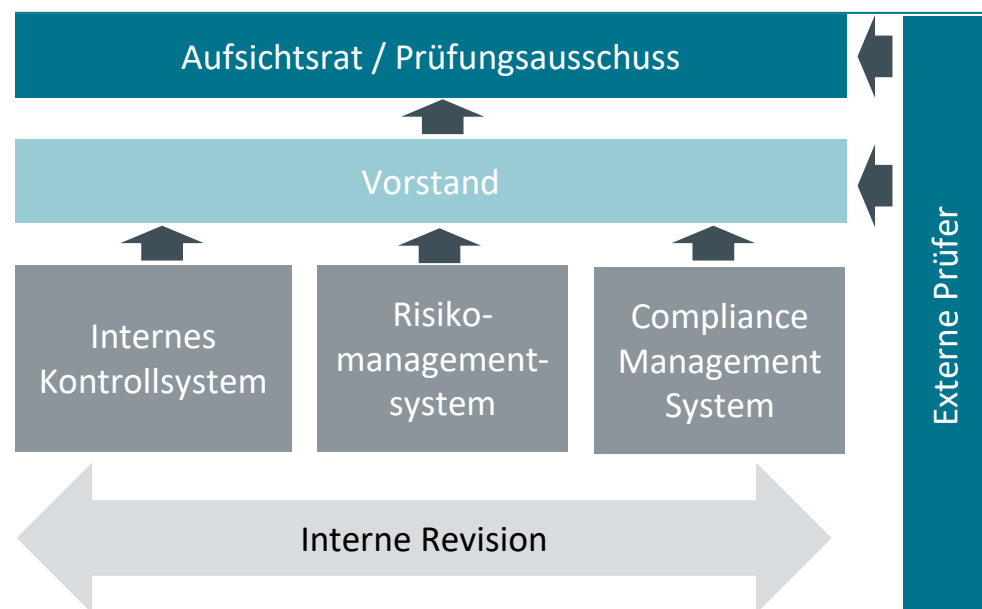 Aufsichtsrat / Prüfungsausschuss
Vorstand
Internes
Kontrollsystem
Risiko-
management-
system
Compliance
Management
System
Externe Prüfer
Interne Revision